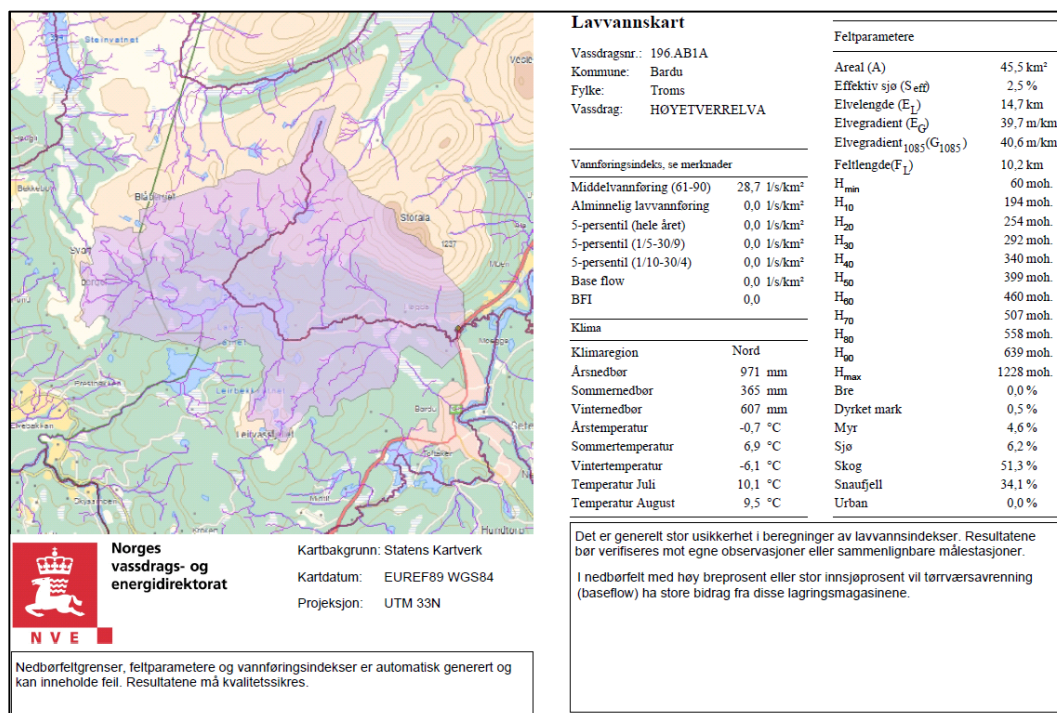 Steinvatnet
Blåtinnet
Storala
1237
Leirbekkvatnet
Bardu
Lavvannskart
Vassdragsnr.: 196.AB1A
Kommune: Bardu
Fylke: Troms
Vassdrag: HØYETVERRELVA
Vannføringsindeks, se merknader
Middelvannføring (61-90) 28,7 l/s/km²
Alminnelig lavvannføring 0,0 l/s/km²
5-persentil (hele året) 0,0 l/s/km²
5-persentil (1/5-30/9) 0,0 l/s/km²
5-persentil (1/10-30/4) 0,0 l/s/km²
Base flow 0,0 l/s/km²
BFI 0,0
Klima
Klimaregion Nord
Årsnedbør 971 mm
Sommernedbør 365 mm
Vinternedbør 607 mm
Årstemperatur -0,7 °C
Sommertemperatur 6,9 °C
Vintertemperatur -6,1 °C
Temperatur Juli 10,1 °C
Temperatur August 9,5 °C
Feltparametere
Areal (A) 45,5 km²
Effektiv sjø (Seff) 2,5 %
Elvelengde (EL) 14,7 km
Elvegradient (EG) 39,7 m/km
Elvegradient1085(G1085) 40,6 m/km
Feltlengde(FL) 10,2 km
Hmin 60 moh.
H10 194 moh.
H20 254 moh.
H30 292 moh.
H40 340 moh.
H50 399 moh.
H60 460 moh.
H70 507 moh.
H80 558 moh.
H90 639 moh.
Hmax 1228 moh.
Bre 0,0 %
Dyrket mark 0,5 %
Myr 4,6 %
Sjø 6,2 %
Skog 51,3 %
Snaufjell 34,1 %
Urban 0,0 %
Det er generelt stor usikkerhet i beregninger av lavvannsindekser. Resultatene
bør verifiseres mot egne observasjoner eller sammenlignbare målestasjoner.
I nedbørfelt med høy breprosent eller stor innsjøprosent vil tørrværsavrenning
(baseflow) ha store bidrag fra disse lagringsmagasinene.
NVE
Norges
vassdrags- og
energidirektorat
Kartbakgrunn: Statens Kartverk
Kartdatum: EUREF89 WGS84
Projeksjon: UTM 33N
Nedbørfeltgrenser, feltparametere og vannføringsindekser er automatisk generert og
kan inneholde feil. Resultatene må kvalitetssikres.